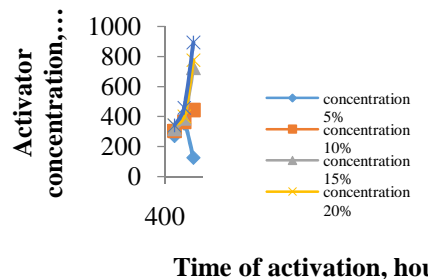 Activator
concentration,...
1000
800
600
400
200
0
400
concentration
5%
concentration
10%
concentration
15%
concentration
20%
Time of activation, hou